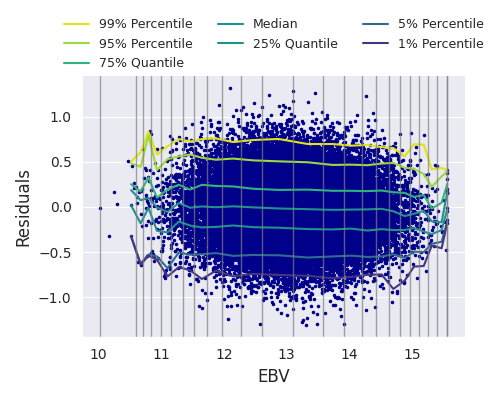 99% Percentile
95% Percentile
75% Quantile
Median
25% Quantile
5% Percentile
1% Percentile
1.0
0.5
0.0
−0.5
−1.0
Residuals
10 11 12 13 14 15
EBV